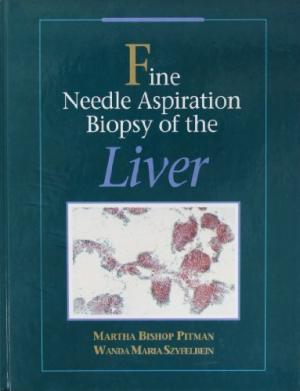 Fine
Needle Aspiration
Biopsy of the
Liver
MARTHA BISHOP PITMAN
WANDA MARIA SZYFELBEIN